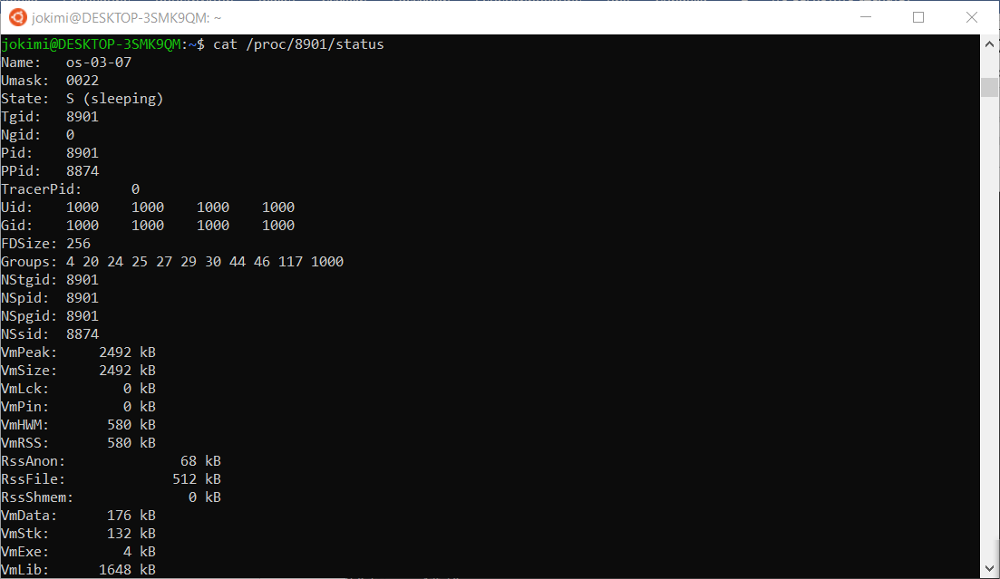 jokimi@DESKTOP-3SMK9QM: ~
jokimi@DESKTOP-3SMK9QM:~$ cat /proc/8901/status
Name:   os-03-07
Umask:  0022
State:  S (sleeping)
Tgid:   8901
Ngid:   0
Pid:    8901
PPid:   8874
TracerPid:      0
Uid:    1000    1000    1000    1000
Gid:    1000    1000    1000    1000
FDSize: 256
Groups: 4 20 24 25 27 29 30 44 46 117 1000
NStgid: 8901
NSpid:  8901
NSpgid: 8901
NSsid:  8874
VmPeak:     2492 kB
VmSize:     2492 kB
VmLck:         0 kB
VmPin:         0 kB
VmHWM:       580 kB
VmRSS:       580 kB
RssAnon:              68 kB
RssFile:             512 kB
RssShmem:              0 kB
VmData:      176 kB
VmStk:       132 kB
VmExe:         4 kB
VmLib:      1648 kB